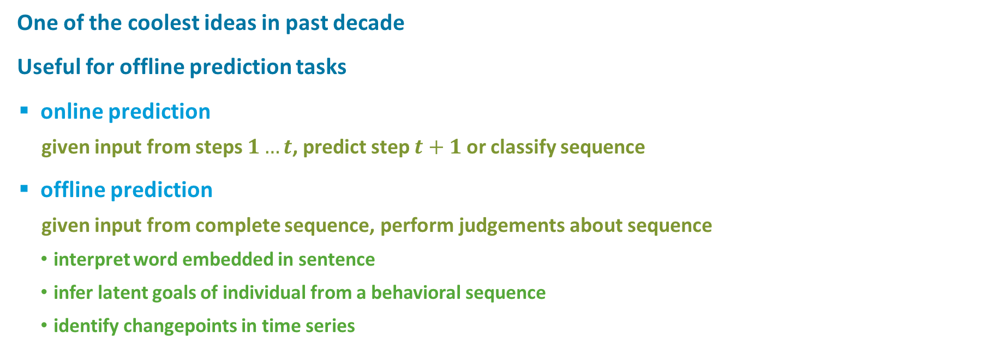 One of the coolest ideas in past decade
Useful for offline prediction tasks
▪ online prediction
given input from steps 1 … t, predict step t + 1 or classify sequence
▪ offline prediction
given input from complete sequence, perform judgements about sequence
• interpret word embedded in sentence
• infer latent goals of individual from a behavioral sequence
• identify changepoints in time series